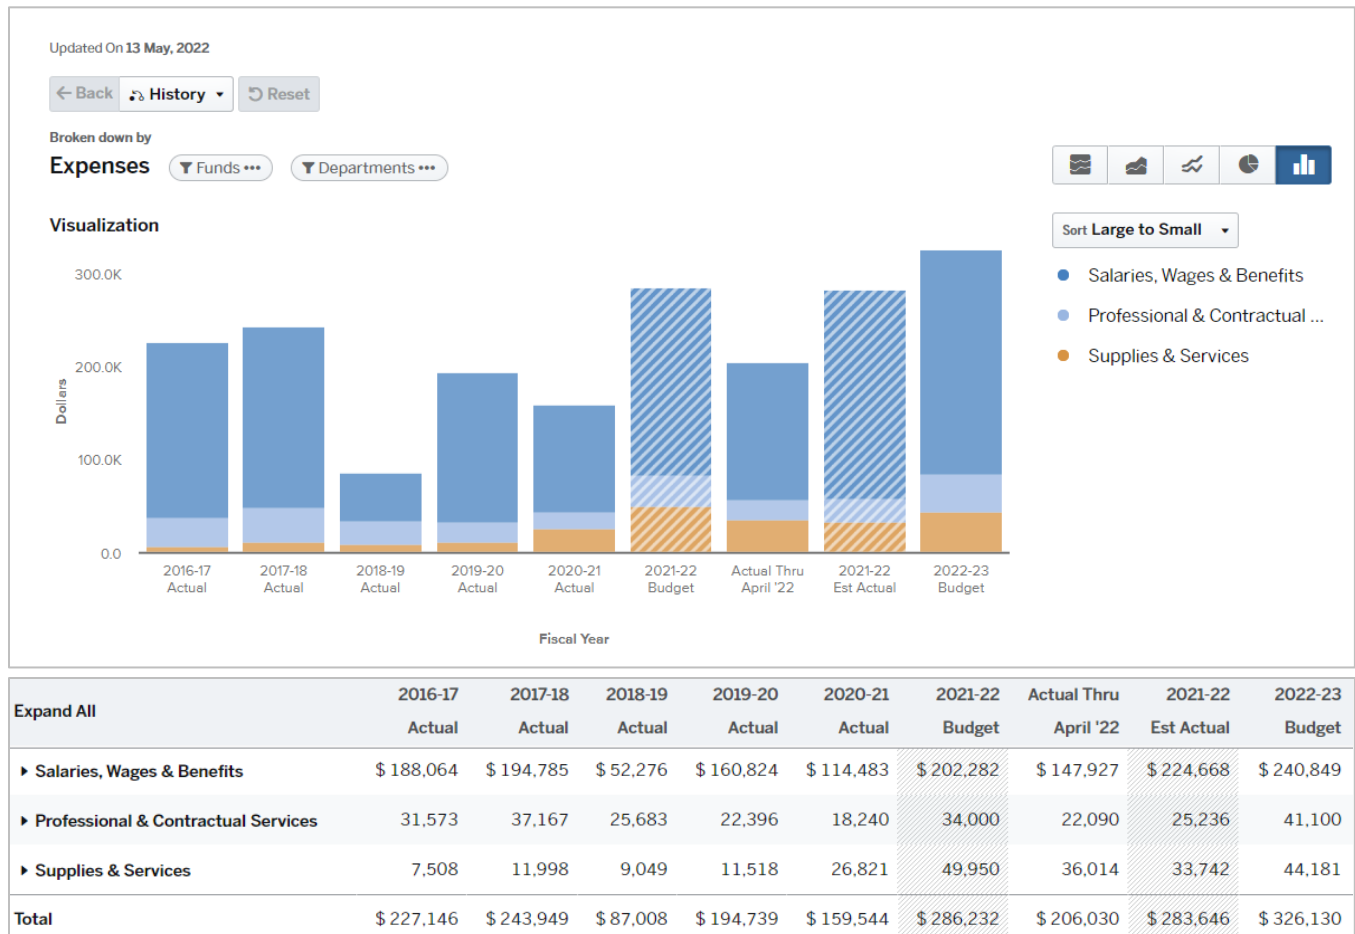 Updated On 13 May, 2022
Back History Reset
Broken down by
Expenses Funds ••• Departments •••
Visualization
Sort Large to Small
Salaries, Wages & Benefits
Professional & Contractual ...
Supplies & Services
300.0K
200.0K
100.0K
0.0
Dollars
2016-17 2017-18 2018-19 2019-20 2020-21 2021-22 Actual Thru 2021-22 2022-23
Actual Actual Actual Actual Actual Budget April '22 Est Actual Budget
Fiscal Year
Expand All
2016-17 2017-18 2018-19 2019-20 2020-21 2021-22 Actual Thru 2021-22 2022-23
Actual Actual Actual Actual Actual Budget April '22 Est Actual Budget
Salaries, Wages & Benefits $ 188,064 $ 194,785 $ 52,276 $ 160,824 $ 114,483 $ 202,282 $ 147,927 $ 224,668 $ 240,849
Professional & Contractual Services 31,573 37,167 25,683 22,396 18,240 34,000 22,090 25,236 41,100
Supplies & Services 7,508 11,998 9,049 11,518 26,821 49,950 36,014 33,742 44,181
Total $ 227,146 $ 243,949 $ 87,008 $ 194,739 $ 159,544 $ 286,232 $ 206,030 $ 283,646 $ 326,130